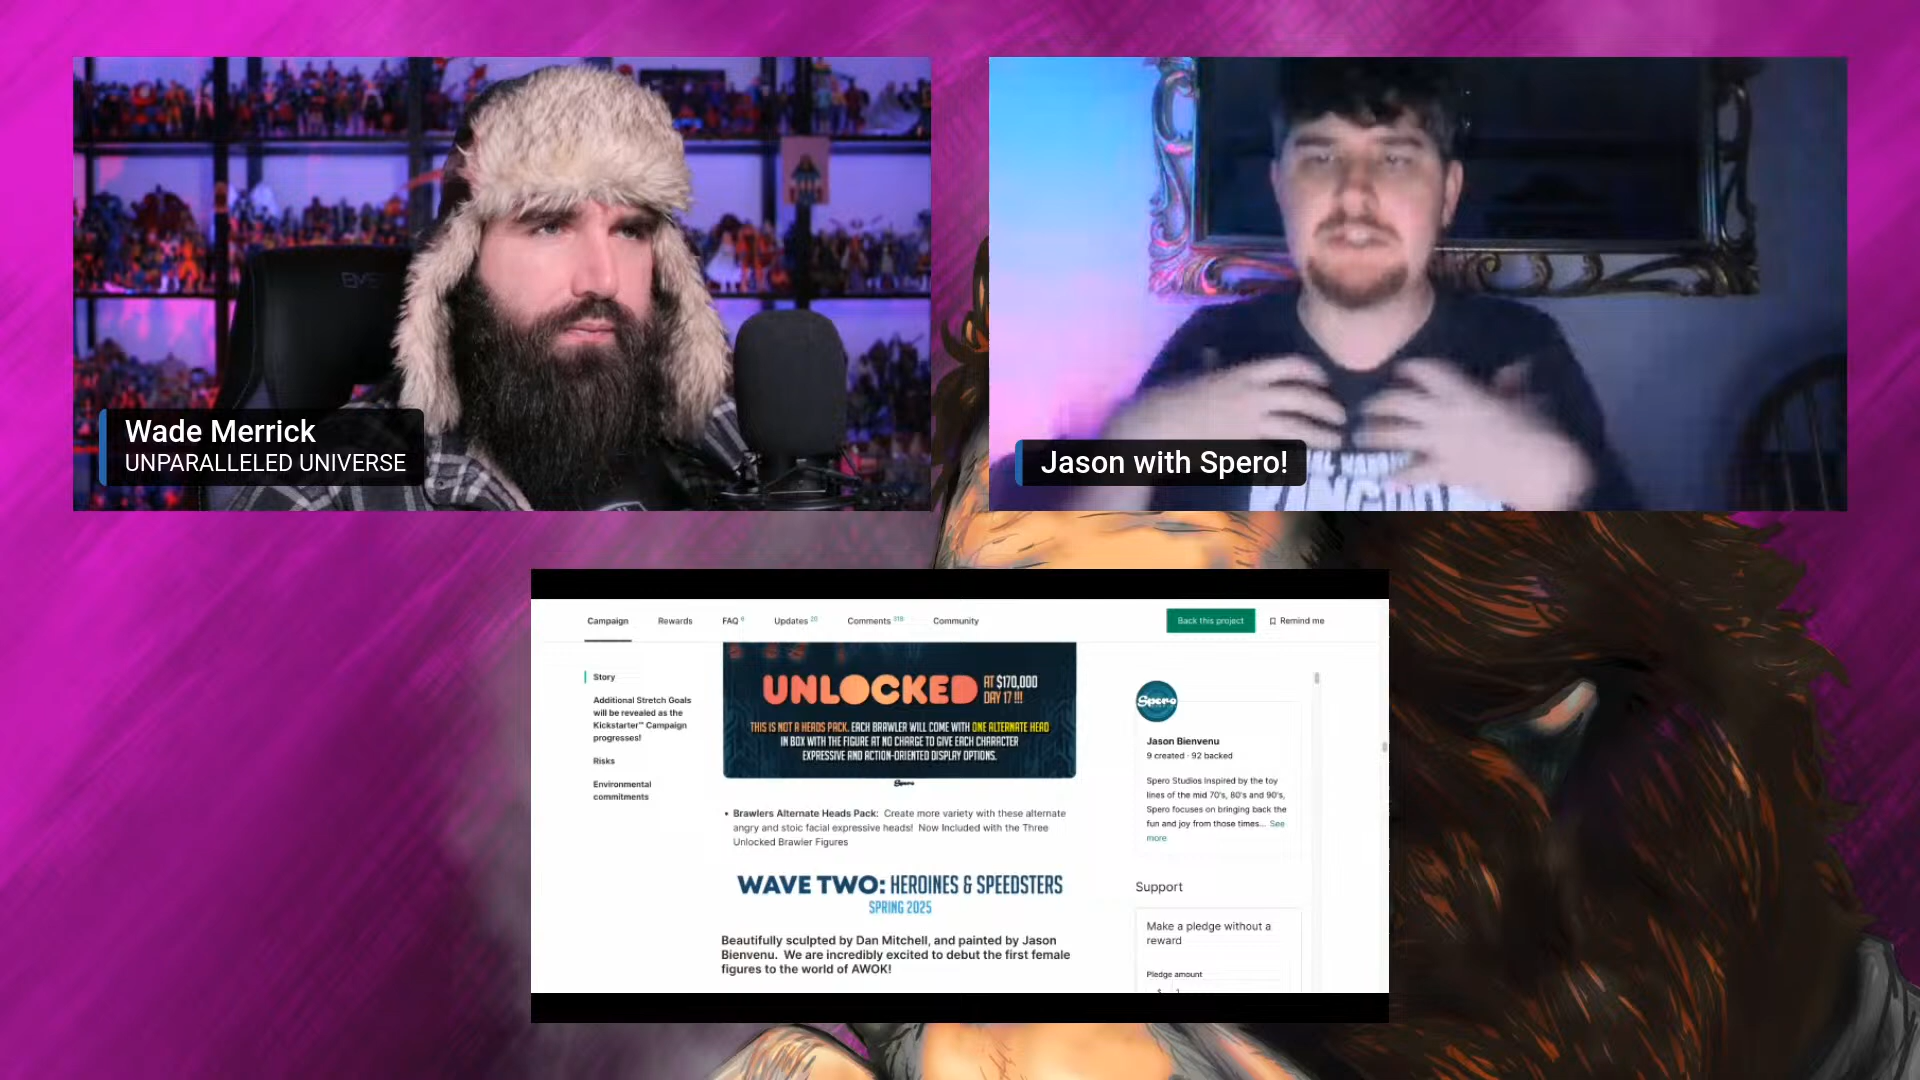 Wade Merrick
UNPARALLELED UNIVERSE
Jason with Spero!
Campaign
Rewards
FAQ 6
Updates 20
Comments
Community
Back this project
Remind me
Story
Additional Stretch Goals
will be revealed as the
Kickstarter™ Campaign
progresses!
Risks
Environmental
commitments
UNLOCKED AT $170,000
DAY 17 !!!
THIS IS NOT A HEADS PACK. EACH BRAWLER WILL COME WITH ONE ALTERNATE HEAD
IN BOX WITH THE FIGURE AT NO CHARGE TO GIVE EACH CHARACTER
EXPRESSIVE AND ACTION-ORIENTED DISPLAY OPTIONS.
Spero
• Brawlers Alternate Heads Pack: Create more variety with these alternate
angry and stoic facial expressive heads! Now Included with the Three
Unlocked Brawler Figures
WAVE TWO: HEROINES & SPEEDSTERS
SPRING 2025
Beautifully sculpted by Dan Mitchell, and painted by Jason
Bienvenu. We are incredibly excited to debut the first female
figures to the world of AWOK!
Spero
Jason Bienvenu
9 created · 92 backed
Spero Studios Inspired by the toy
lines of the mid 70's, 80's and 90's,
Spero focuses on bringing back the
fun and joy from those times... See
more
Support
Make a pledge without a
reward
Pledge amount
$ 1